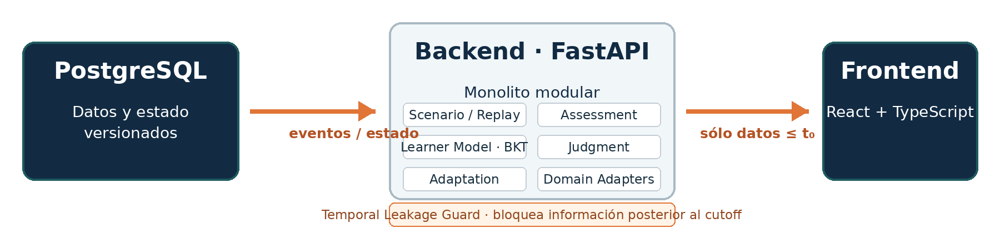 PostgreSQL
Datos y estado
versionados
eventos / estado
Backend · FastAPI
Monolito modular
Scenario / Replay
Assessment
Learner Model · BKT
Judgment
Adaptation
Domain Adapters
Temporal Leakage Guard · bloquea información posterior al cutoff
sólo datos ≤ t₀
Frontend
React + TypeScript